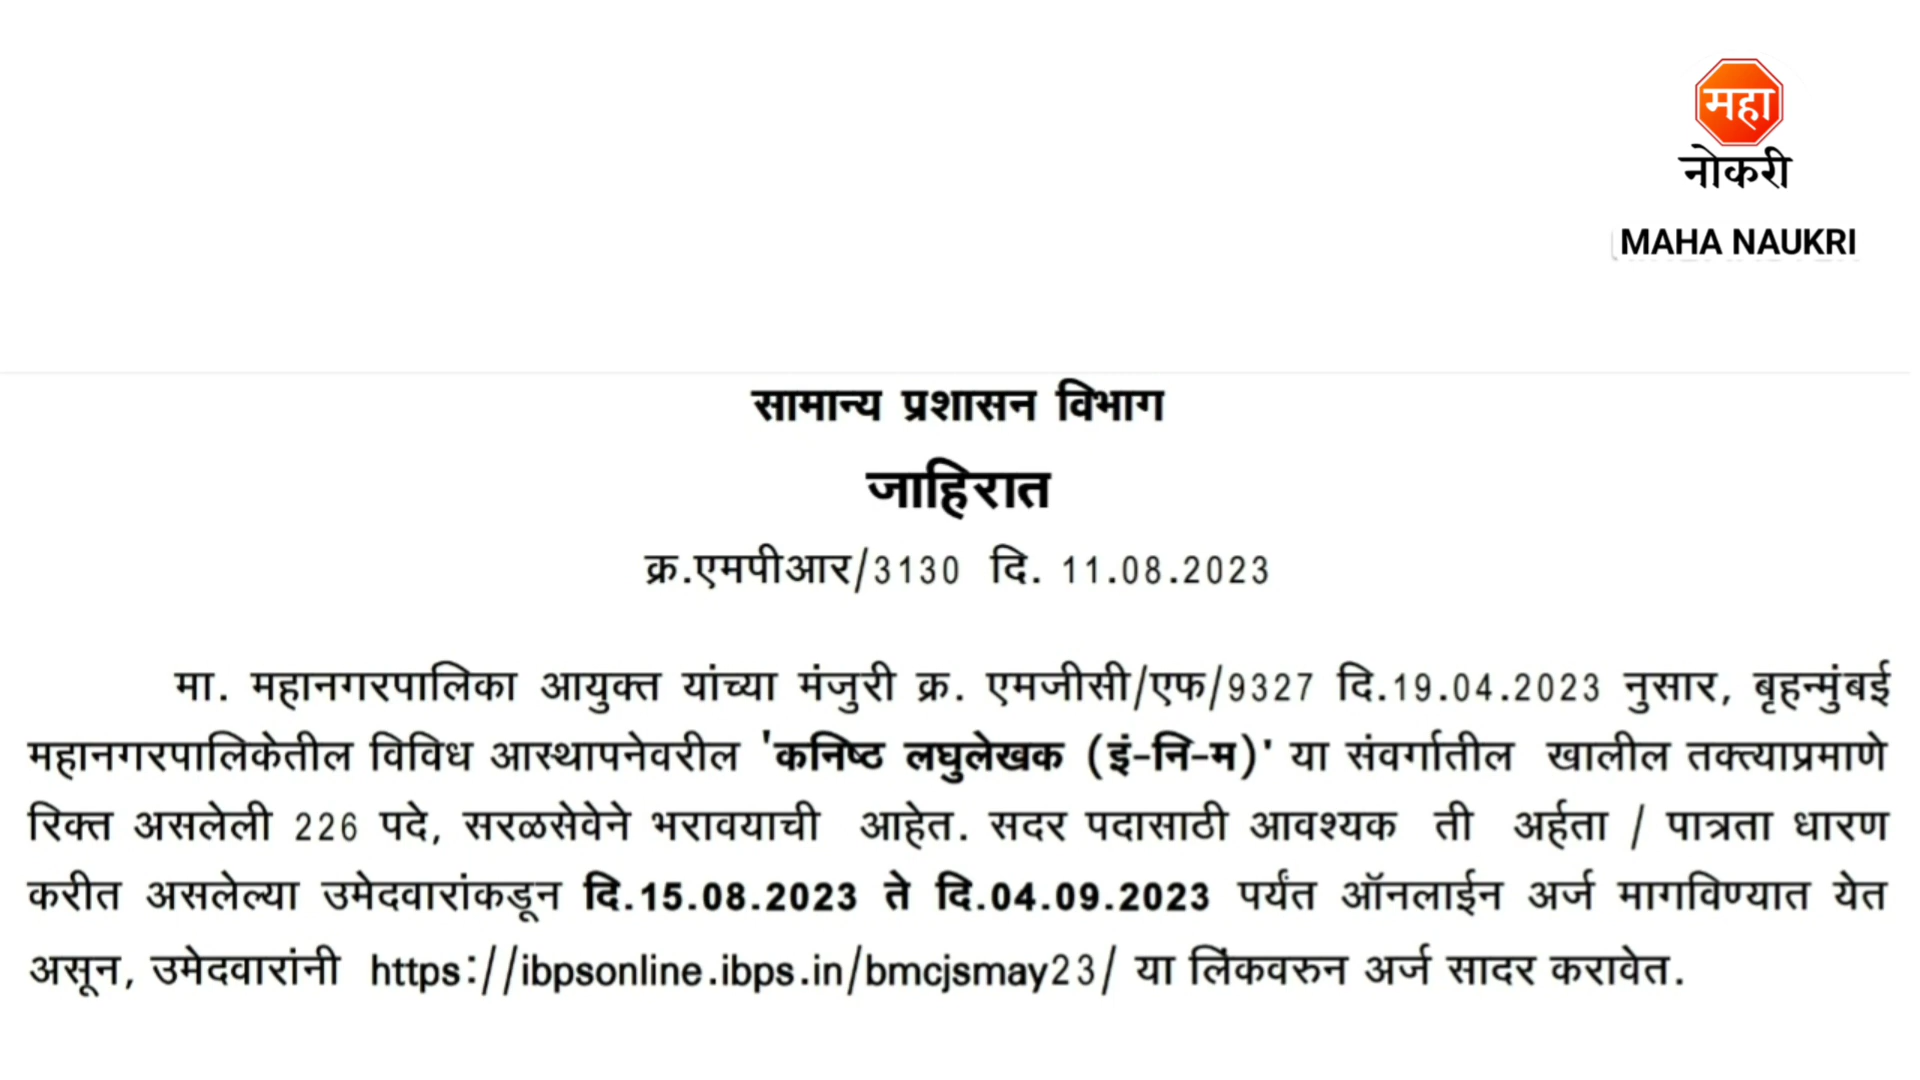 महा
नोकरी
MAHA NAUKRI
सामान्य प्रशासन विभाग
जाहिरात
क्र.एमपीआर/3130 दि. 11.08.2023
मा. महानगरपालिका आयुक्त यांच्या मंजुरी क्र. एमजीसी/एफ/9327 दि.19.04.2023 नुसार, बृहन्मुंबई
महानगरपालिकेतील विविध आस्थापनेवरील 'कनिष्ट लघुलेखक (इं-नि-म)' या संवर्गातील खालील तक्त्याप्रमाणे
रिक्त असलेली 226 पदे, सरळसेवेने भरावयाची आहेत. सदर पदासाठी आवश्यक ती अर्हता / पात्रता धारण
करीत असलेल्या उमेदवारांकडून दि.15.08.2023 ते दि.04.09.2023 पर्यंत ऑनलाईन अर्ज मागविण्यात येत
असून, उमेदवारांनी https://ibpsonline.ibps.in/bmcjsmay23/ या लिंकवरुन अर्ज सादर करावेत.